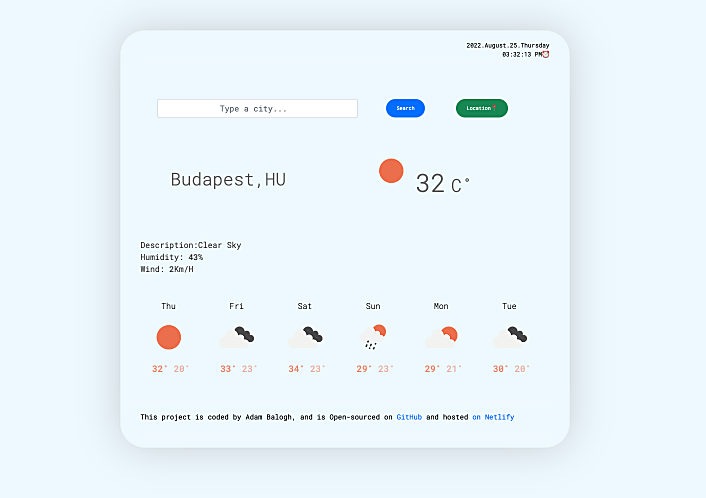 2022.August.25.Thursday
03:32:13 PM
Type a city...
Search
Location
Budapest,HU
32 C°
Description:Clear Sky
Humidity: 43%
Wind: 2Km/H
Thu Fri Sat Sun Mon Tue
32° 20° 33° 23° 34° 23° 29° 23° 29° 21° 30° 20°
This project is coded by Adam Balogh, and is Open-sourced on GitHub and hosted on Netlify